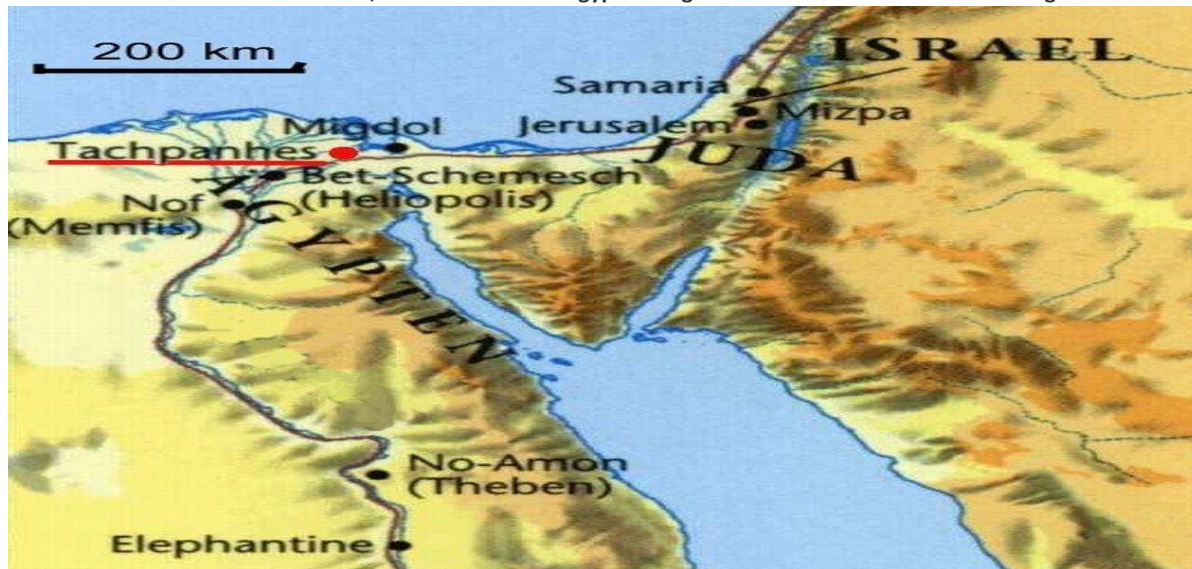 200 km
ISRAEL
Samaria
Mizpa
Migdol
Jerusalem
Tachpanhes
JUDA
Bet-Schemesch
(Heliopolis)
Nof
(Memfis)
ÄGYPTEN
No-Amon
(Theben)
Elephantine